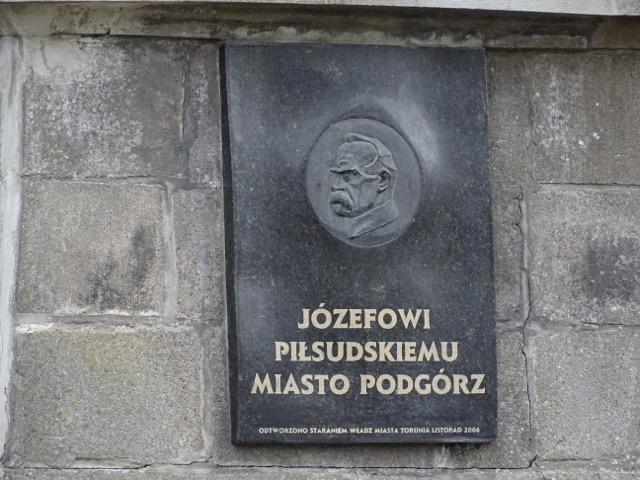 JÓZEFOWI
PIŁSUDSKIEMU
MIASTO PODGÓRZ
ODTWORZONO STARANIEM WŁADZ MIASTA TORUNIA LISTOPAD 2006